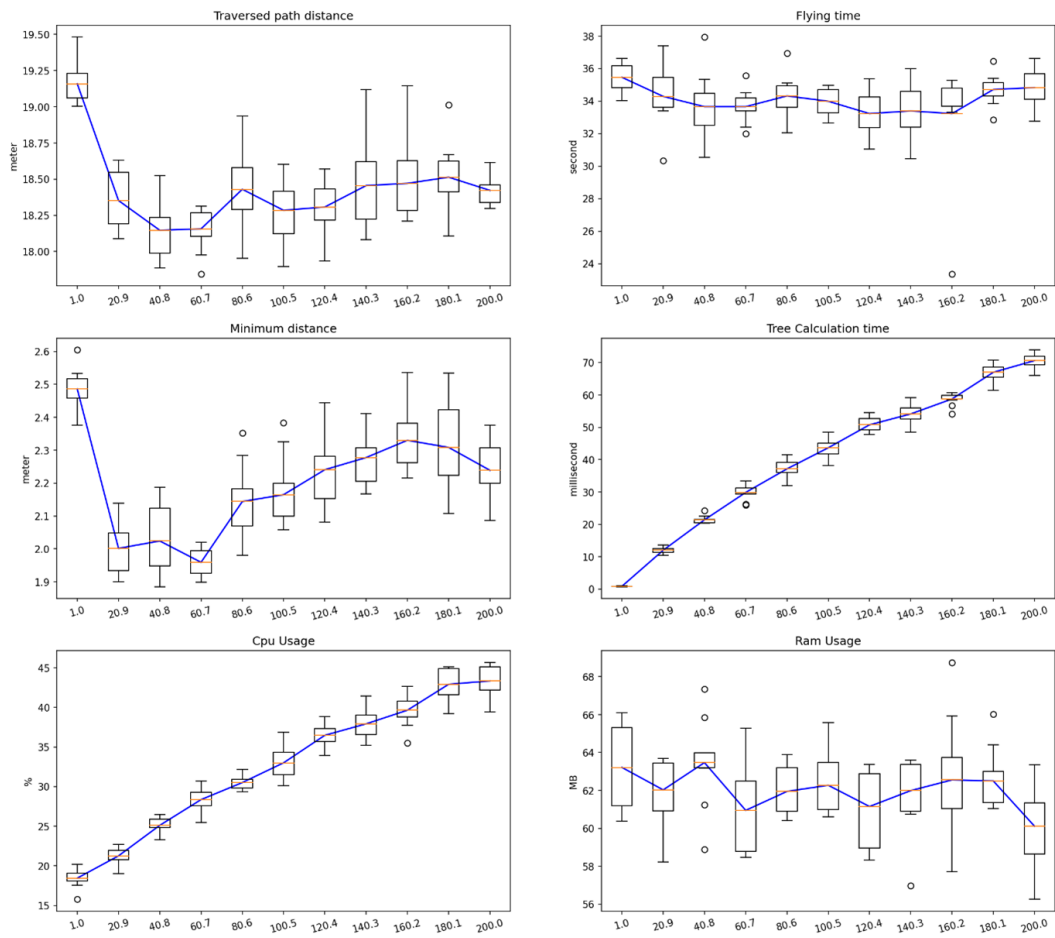 Traversed path distance
19.50
19.25
19.00
18.75
18.50
18.25
18.00
meter
1.0 20.9 40.8 60.7 80.6 100.5 120.4 140.3 160.2 180.1 200.0
Flying time
38
36
34
32
30
28
26
24
second
1.0 20.9 40.8 60.7 80.6 100.5 120.4 140.3 160.2 180.1 200.0
Minimum distance
2.6
2.5
2.4
2.3
2.2
2.1
2.0
1.9
meter
1.0 20.9 40.8 60.7 80.6 100.5 120.4 140.3 160.2 180.1 200.0
Tree Calculation time
70
60
50
40
30
20
10
0
millisecond
1.0 20.9 40.8 60.7 80.6 100.5 120.4 140.3 160.2 180.1 200.0
Cpu Usage
45
40
35
30
25
20
15
%
1.0 20.9 40.8 60.7 80.6 100.5 120.4 140.3 160.2 180.1 200.0
Ram Usage
68
66
64
62
60
58
56
MB
1.0 20.9 40.8 60.7 80.6 100.5 120.4 140.3 160.2 180.1 200.0